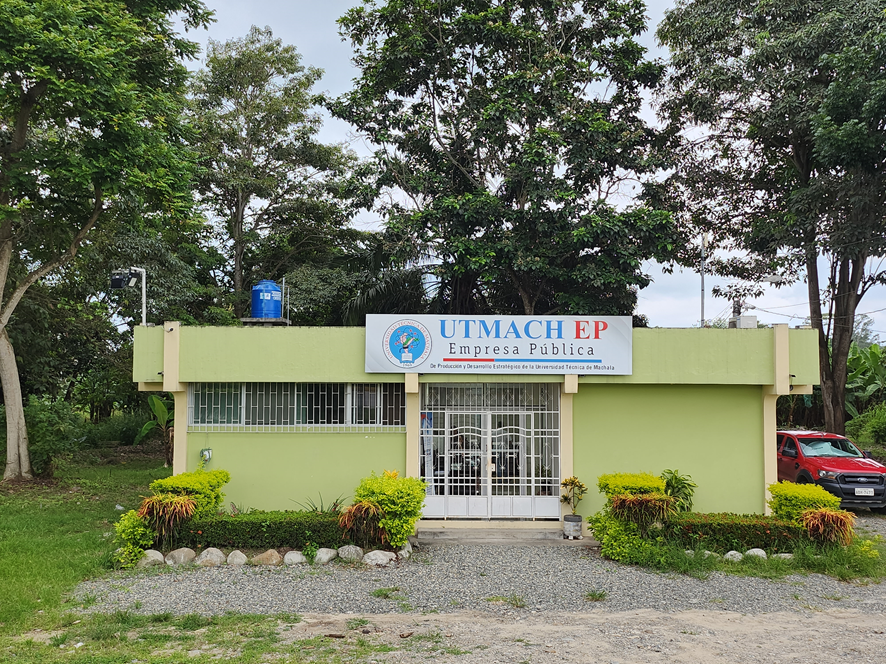 UTMACH EP
Empresa Pública
De Producción y Desarrollo Estratégico de la Universidad Técnica de Machala